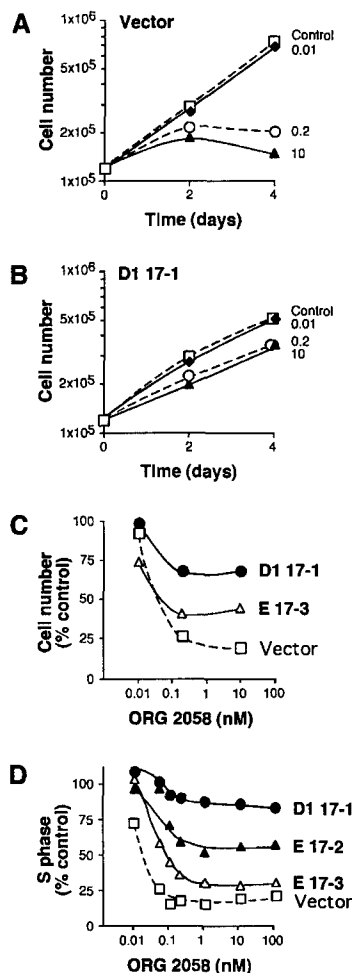 A Vector
Cell number
1x10⁶
5x10⁵
2x10⁵
1x10⁵
Control
0.01
0.2
10
0 2 4
Time (days)
B D1 17-1
Cell number
1x10⁶
5x10⁵
2x10⁵
1x10⁵
Control
0.01
0.2
10
0 2 4
Time (days)
C
Cell number
(% control)
100
75
50
25
0
D1 17-1
E 17-3
Vector
0.01 0.1 1 10 100
ORG 2058 (nM)
D
S phase
(% control)
100
75
50
25
0
D1 17-1
E 17-2
E 17-3
Vector
0.01 0.1 1 10 100
ORG 2058 (nM)